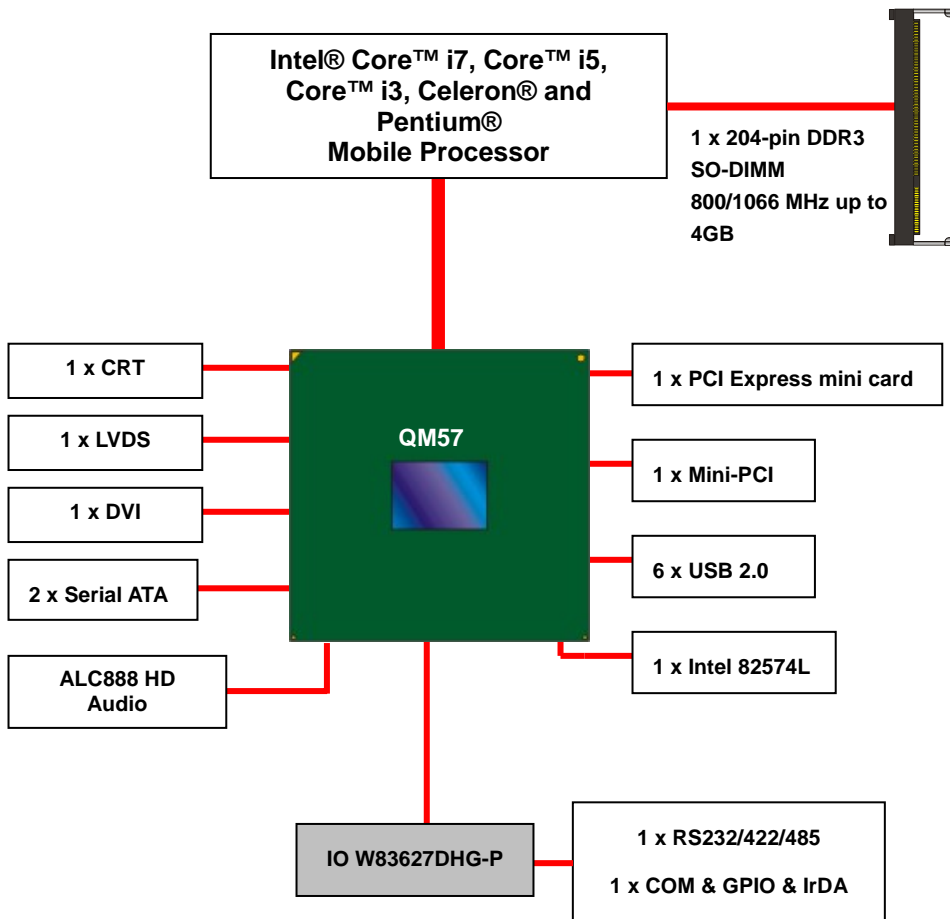 Intel® Core™ i7, Core™ i5,
Core™ i3, Celeron® and
Pentium®
Mobile Processor
1 x 204-pin DDR3
SO-DIMM
800/1066 MHz up to
4GB
1 x CRT
1 x LVDS
1 x DVI
2 x Serial ATA
ALC888 HD
Audio
QM57
1 x PCI Express mini card
1 x Mini-PCI
6 x USB 2.0
1 x Intel 82574L
IO W83627DHG-P
1 x RS232/422/485
1 x COM & GPIO & IrDA